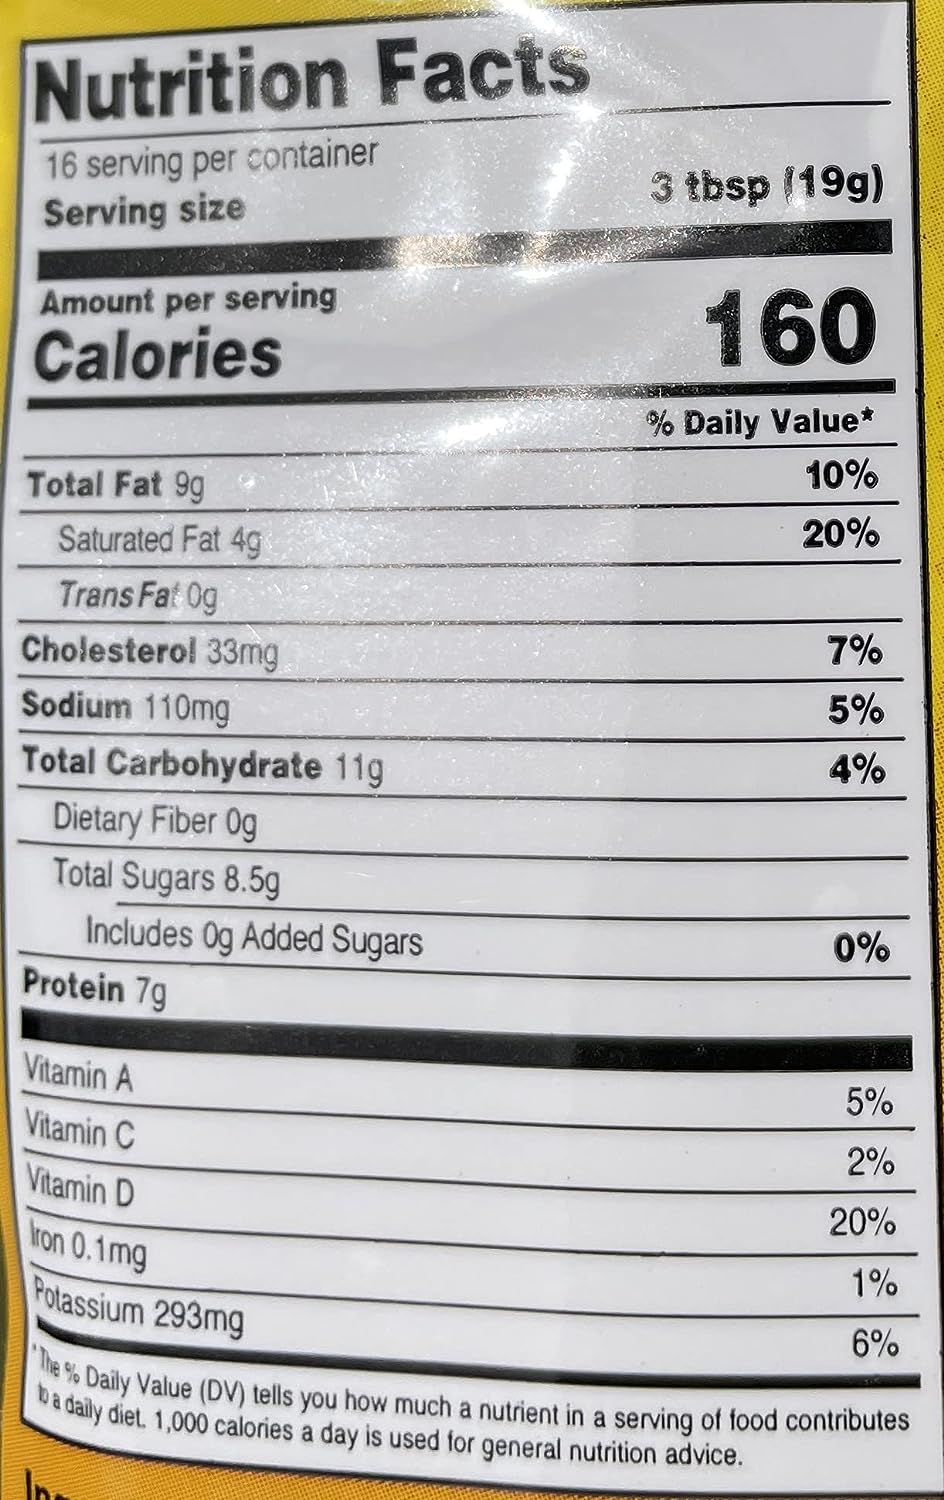 Nutrition Facts
16 serving per container
Serving size 3 tbsp (19g)
Amount per serving
Calories 160
% Daily Value*
Total Fat 9g 10%
Saturated Fat 4g 20%
Trans Fat 0g
Cholesterol 33mg 7%
Sodium 110mg 5%
Total Carbohydrate 11g 4%
Dietary Fiber 0g
Total Sugars 8.5g
Includes 0g Added Sugars 0%
Protein 7g
Vitamin A 5%
Vitamin C 2%
Vitamin D 20%
Iron 0.1mg 1%
Potassium 293mg 6%
*The % Daily Value (DV) tells you how much a nutrient in a serving of food contributes
to a daily diet. 1,000 calories a day is used for general nutrition advice.